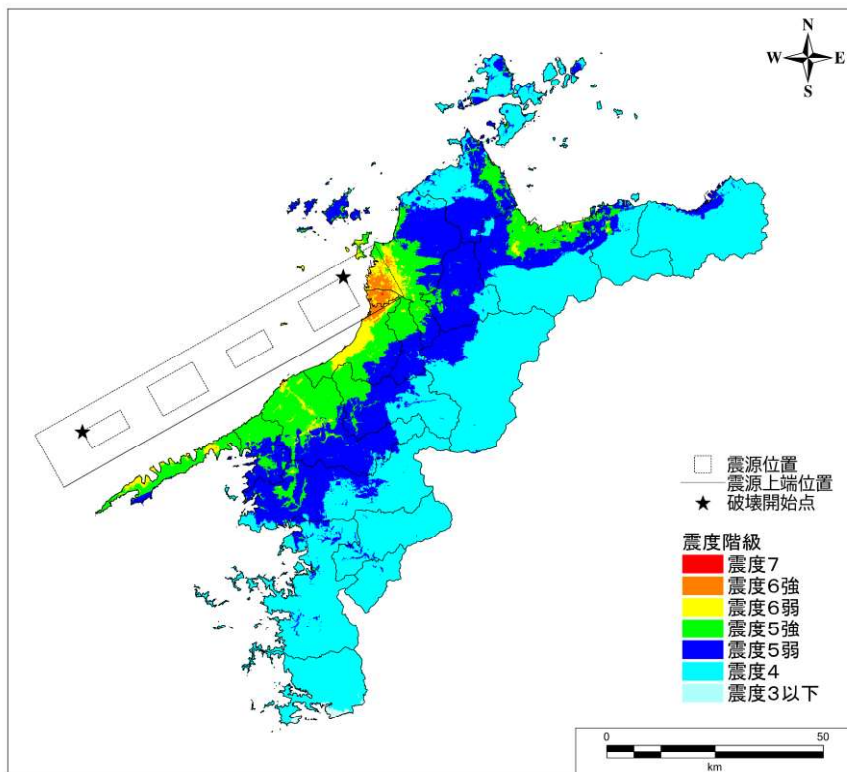 N
W E
S
震源位置
震源上端位置
破壊開始点
震度階級
震度7
震度6強
震度6弱
震度5強
震度5弱
震度4
震度3以下
0 50
km